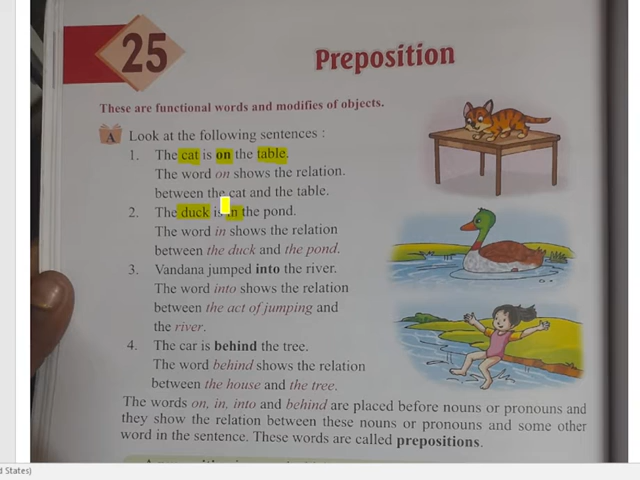 25
Preposition
These are functional words and modifies of objects.
A Look at the following sentences :
1. The cat is on the table.
The word on shows the relation.
between the cat and the table.
2. The duck is in the pond.
The word in shows the relation
between the duck and the pond.
3. Vandana jumped into the river.
The word into shows the relation
between the act of jumping and
the river.
4. The car is behind the tree.
The word behind shows the relation
between the house and the tree.
The words on, in, into and behind are placed before nouns or pronouns and
they show the relation between these nouns or pronouns and some other
word in the sentence. These words are called prepositions.
d States)